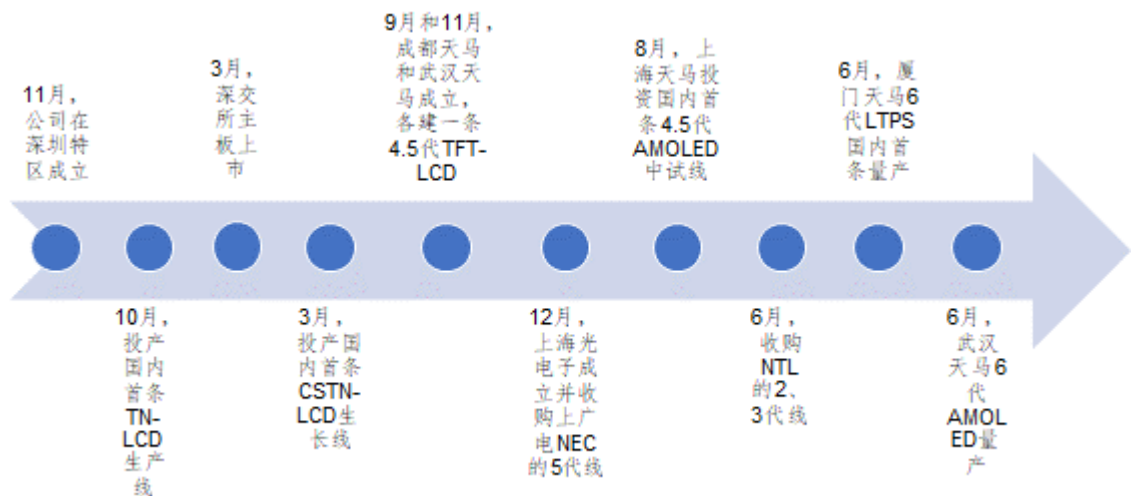 11月，
公司在
深圳特
区成立
3月，
深交
所主
板上
市
9月和11月，
成都天马
和武汉天
马成立，
各建一条
4.5代TFT-
LCD
8月，上
海天马投
资国内首
条4.5代
AMOLED
中试线
6月，厦
门天马6
代LTPS
国内首
条量产
10月，
投产
国内
首条
TN-
LCD
生产
线
3月，
投产国
内首条
CSTN-
LCD生
长线
12月，
上海光
电子成
立并收
购上广
电NEC
的5代线
6月，
收购
NTL
的2、
3代线
6月，
武汉
天马6
代
AMOL
ED量
产